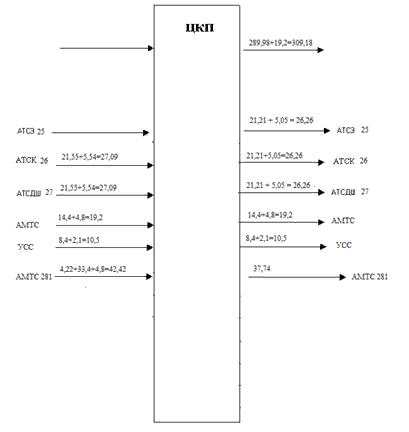 ЦКП
289,98+19,2=309,18
АТСЭ 25
21,21 + 5,05 = 26,26
АТСЭ 25
АТСК 26
21,55+5,54=27,09
21,21+5,05=26,26
АТСК 26
АТСДШ 27
21,55+5,54=27,09
21,21 + 5,05 = 26,26
АТСДШ 27
АМТС
14,4+4,8=19,2
14,4+4,8=19,2
АМТС
УСС
8,4+2,1=10,5
8,4+2,1=10,5
УСС
АМТС 281
4,22+33,4+4,8=42,42
37,74
АМТС 281